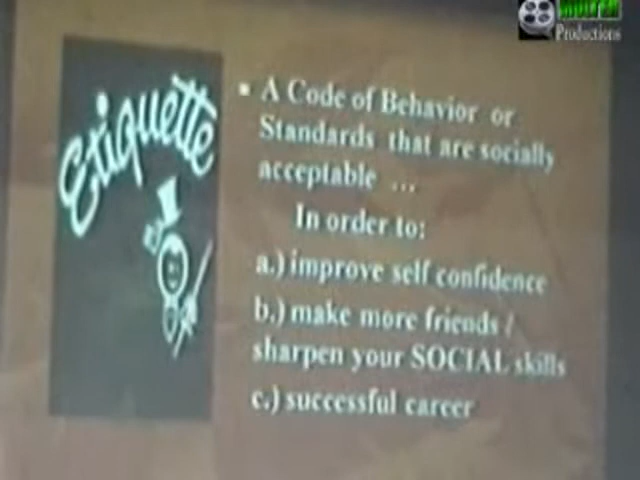 Productions
Etiquette
A Code of Behavior or
Standards that are socially
acceptable ...
In order to:
a.) improve self confidence
b.) make more friends /
sharpen your SOCIAL skills
c.) successful career